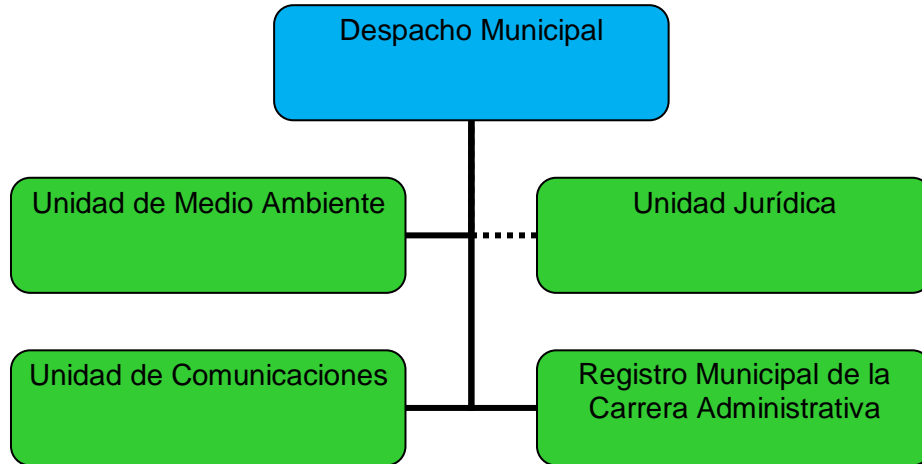 Despacho Municipal
Unidad de Medio Ambiente
Unidad Jurídica
Unidad de Comunicaciones
Registro Municipal de la
Carrera Administrativa